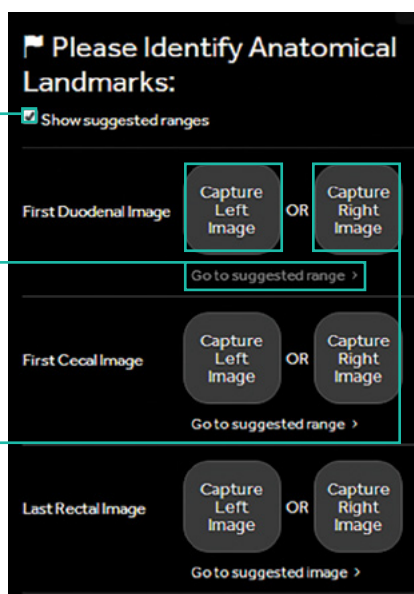 Please Identify Anatomical
Landmarks:
Show suggested ranges
First Duodenal Image
Capture
Left
Image
OR
Capture
Right
Image
Go to suggested range >
First Cecal Image
Capture
Left
Image
OR
Capture
Right
Image
Go to suggested range >
Last Rectal Image
Capture
Left
Image
OR
Capture
Right
Image
Go to suggested image >